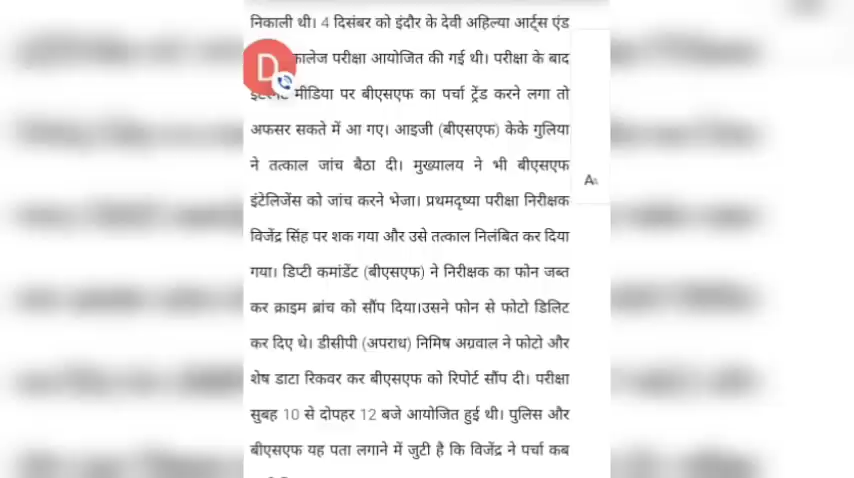 निकाली थी। 4 दिसंबर को इंदौर के देवी अहिल्या आर्ट्स एंड
कालेज परीक्षा आयोजित की गई थी। परीक्षा के बाद
मीडिया पर बीएसएफ का पर्चा ट्रेंड करने लगा तो
अफसर सकते में आ गए। आइजी (बीएसएफ) केके गुलिया
ने तत्काल जांच बैठा दी। मुख्यालय ने भी बीएसएफ
इंटेलिजेंस को जांच करने भेजा। प्रथमदृष्या परीक्षा निरीक्षक
विजेंद्र सिंह पर शक गया और उसे तत्काल निलंबित कर दिया
गया। डिप्टी कमांडेंट (बीएसएफ) ने निरीक्षक का फोन जब्त
कर क्राइम ब्रांच को सौंप दिया।उसने फोन से फोटो डिलिट
कर दिए थे। डीसीपी (अपराध) निमिष अग्रवाल ने फोटो और
शेष डाटा रिकवर कर बीएसएफ को रिपोर्ट सौंप दी। परीक्षा
सुबह 10 से दोपहर 12 बजे आयोजित हुई थी। पुलिस और
बीएसएफ यह पता लगाने में जुटी है कि विजेंद्र ने पर्चा कब
D
AA